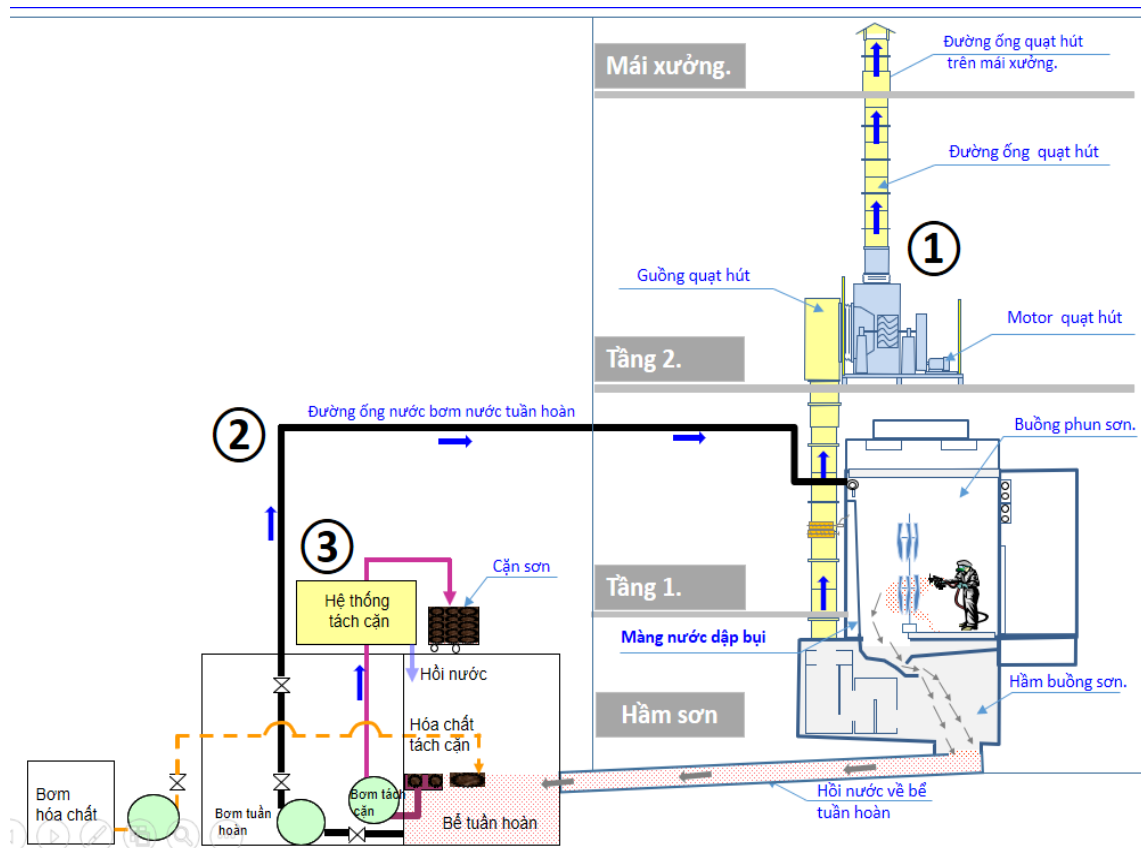 Mái xưởng.
Đường ống quạt hút
trên mái xưởng.
Đường ống quạt hút
1
Guồng quạt hút
Motor quạt hút
Tầng 2.
2
Đường ống nước bơm nước tuần hoàn
Buồng phun sơn.
3
Cặn sơn
Hệ thống
tách cặn
Tầng 1.
Màng nước dập bụi
Hồi nước
Hầm buồng sơn.
Hầm sơn
Hóa chất
tách cặn
Bơm
hóa chất
Bơm tuần
hoàn
Bơm tách
cặn
Bể tuần hoàn
Hồi nước về bể
tuần hoàn